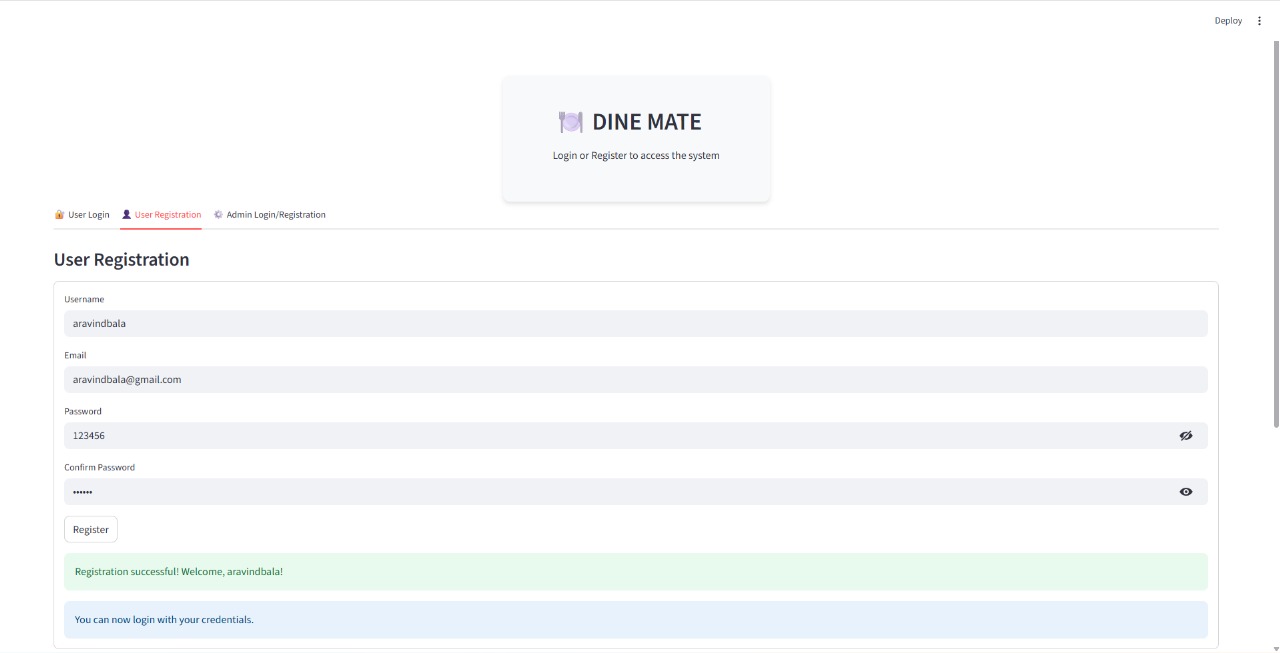 Deploy
DINE MATE
Login or Register to access the system
User Login
User Registration
Admin Login/Registration
User Registration
Username
aravindbala
Email
aravindbala@gmail.com
Password
123456
Confirm Password
••••••
Register
Registration successful! Welcome, aravindbala!
You can now login with your credentials.